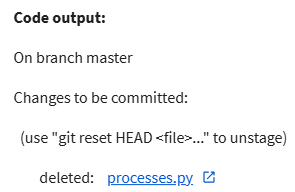 Code output:
On branch master
Changes to be committed:
(use "git reset HEAD <file>..." to unstage)
deleted: processes.py